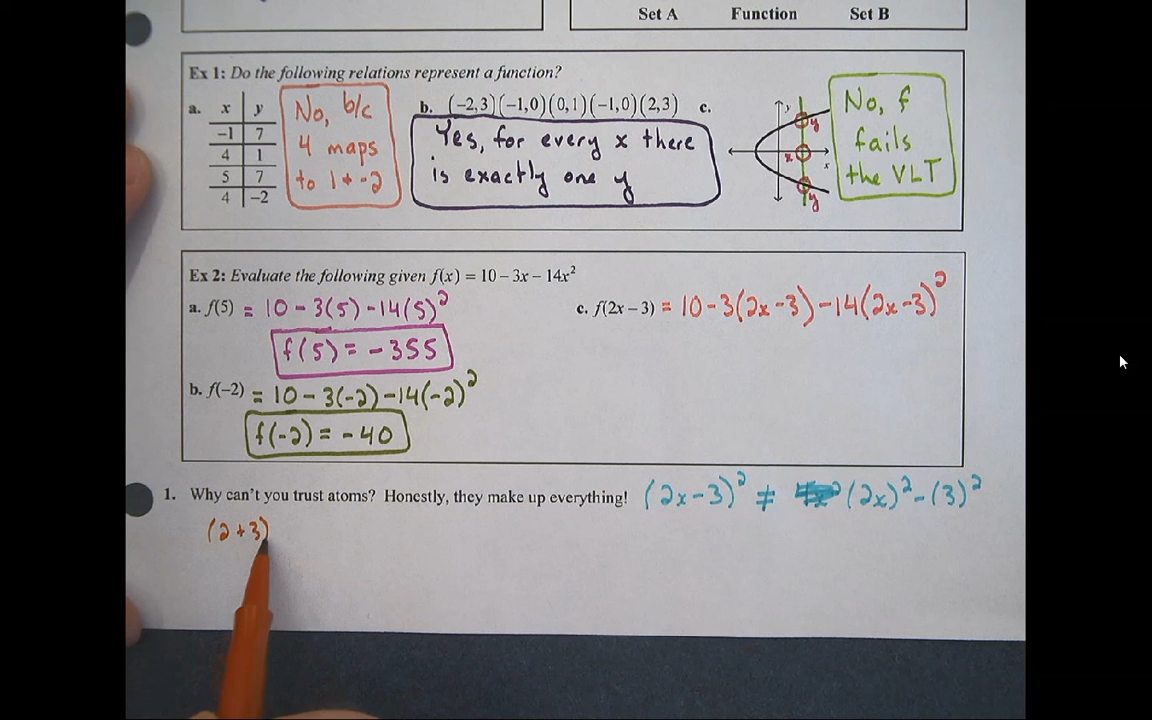 Set A Function Set B
Ex 1: Do the following relations represent a function?
a. x y
-1 7
4 1
5 7
4 -2
No, b/c
4 maps
to 1 + -2
b. (-2,3)(-1,0)(0,1)(-1,0)(2,3)
Yes, for every x there
is exactly one y
c.
y
x
y
x
y
No, f
fails
the VLT
Ex 2: Evaluate the following given f(x) = 10 – 3x – 14x²
a. f(5) = 10 - 3(5) - 14(5)²
f(5) = -355
b. f(-2) = 10 - 3(-2) - 14(-2)²
f(-2) = -40
c. f(2x – 3) = 10 - 3(2x - 3) - 14(2x - 3)²
1. Why can't you trust atoms? Honestly, they make up everything! (2x - 3)² ≠ (2x)² - (3)²
(2 + 3)